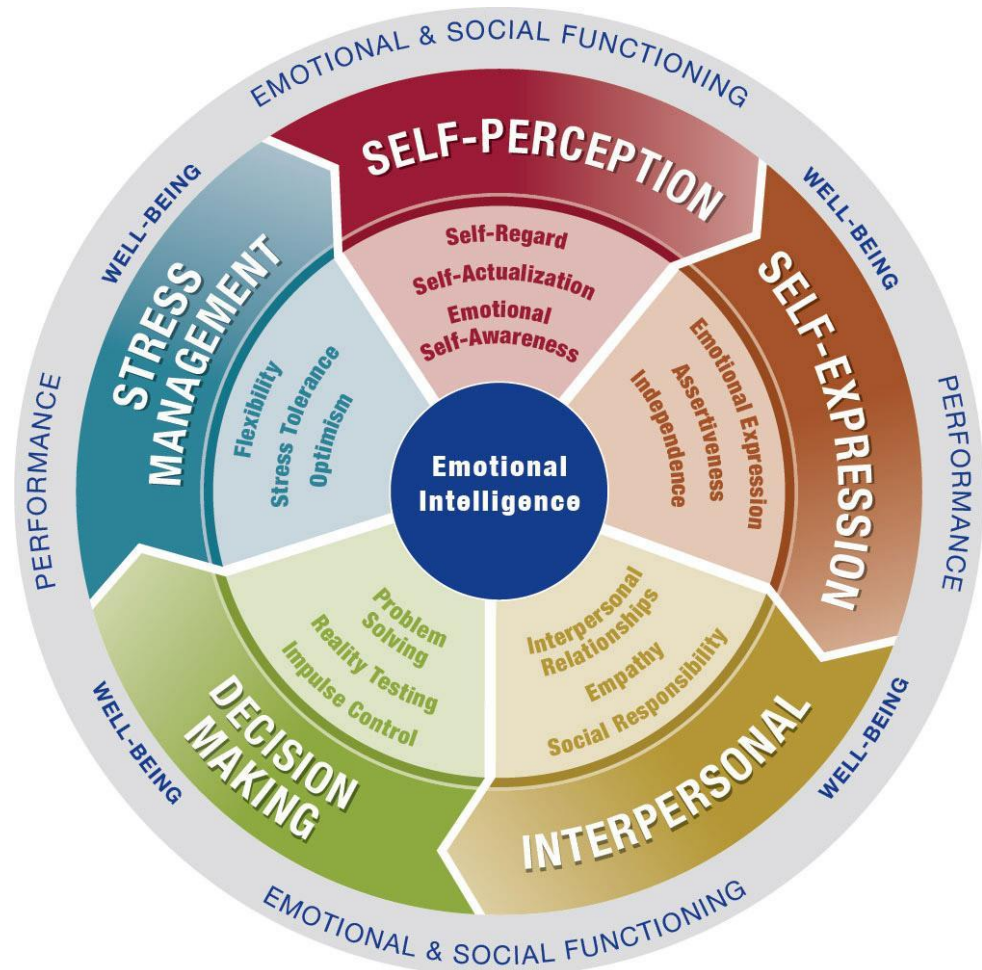 EMOTIONAL & SOCIAL FUNCTIONING
WELL-BEING
WELL-BEING
PERFORMANCE
PERFORMANCE
WELL-BEING
WELL-BEING
EMOTIONAL & SOCIAL FUNCTIONING
SELF-PERCEPTION
Self-Regard
Self-Actualization
Emotional
Self-Awareness
SELF-EXPRESSION
Emotional Expression
Assertiveness
Independence
INTERPERSONAL
Interpersonal
Relationships
Empathy
Social Responsibility
DECISION
MAKING
Problem
Solving
Reality Testing
Impulse Control
STRESS
MANAGEMENT
Flexibility
Stress Tolerance
Optimism
Emotional
Intelligence